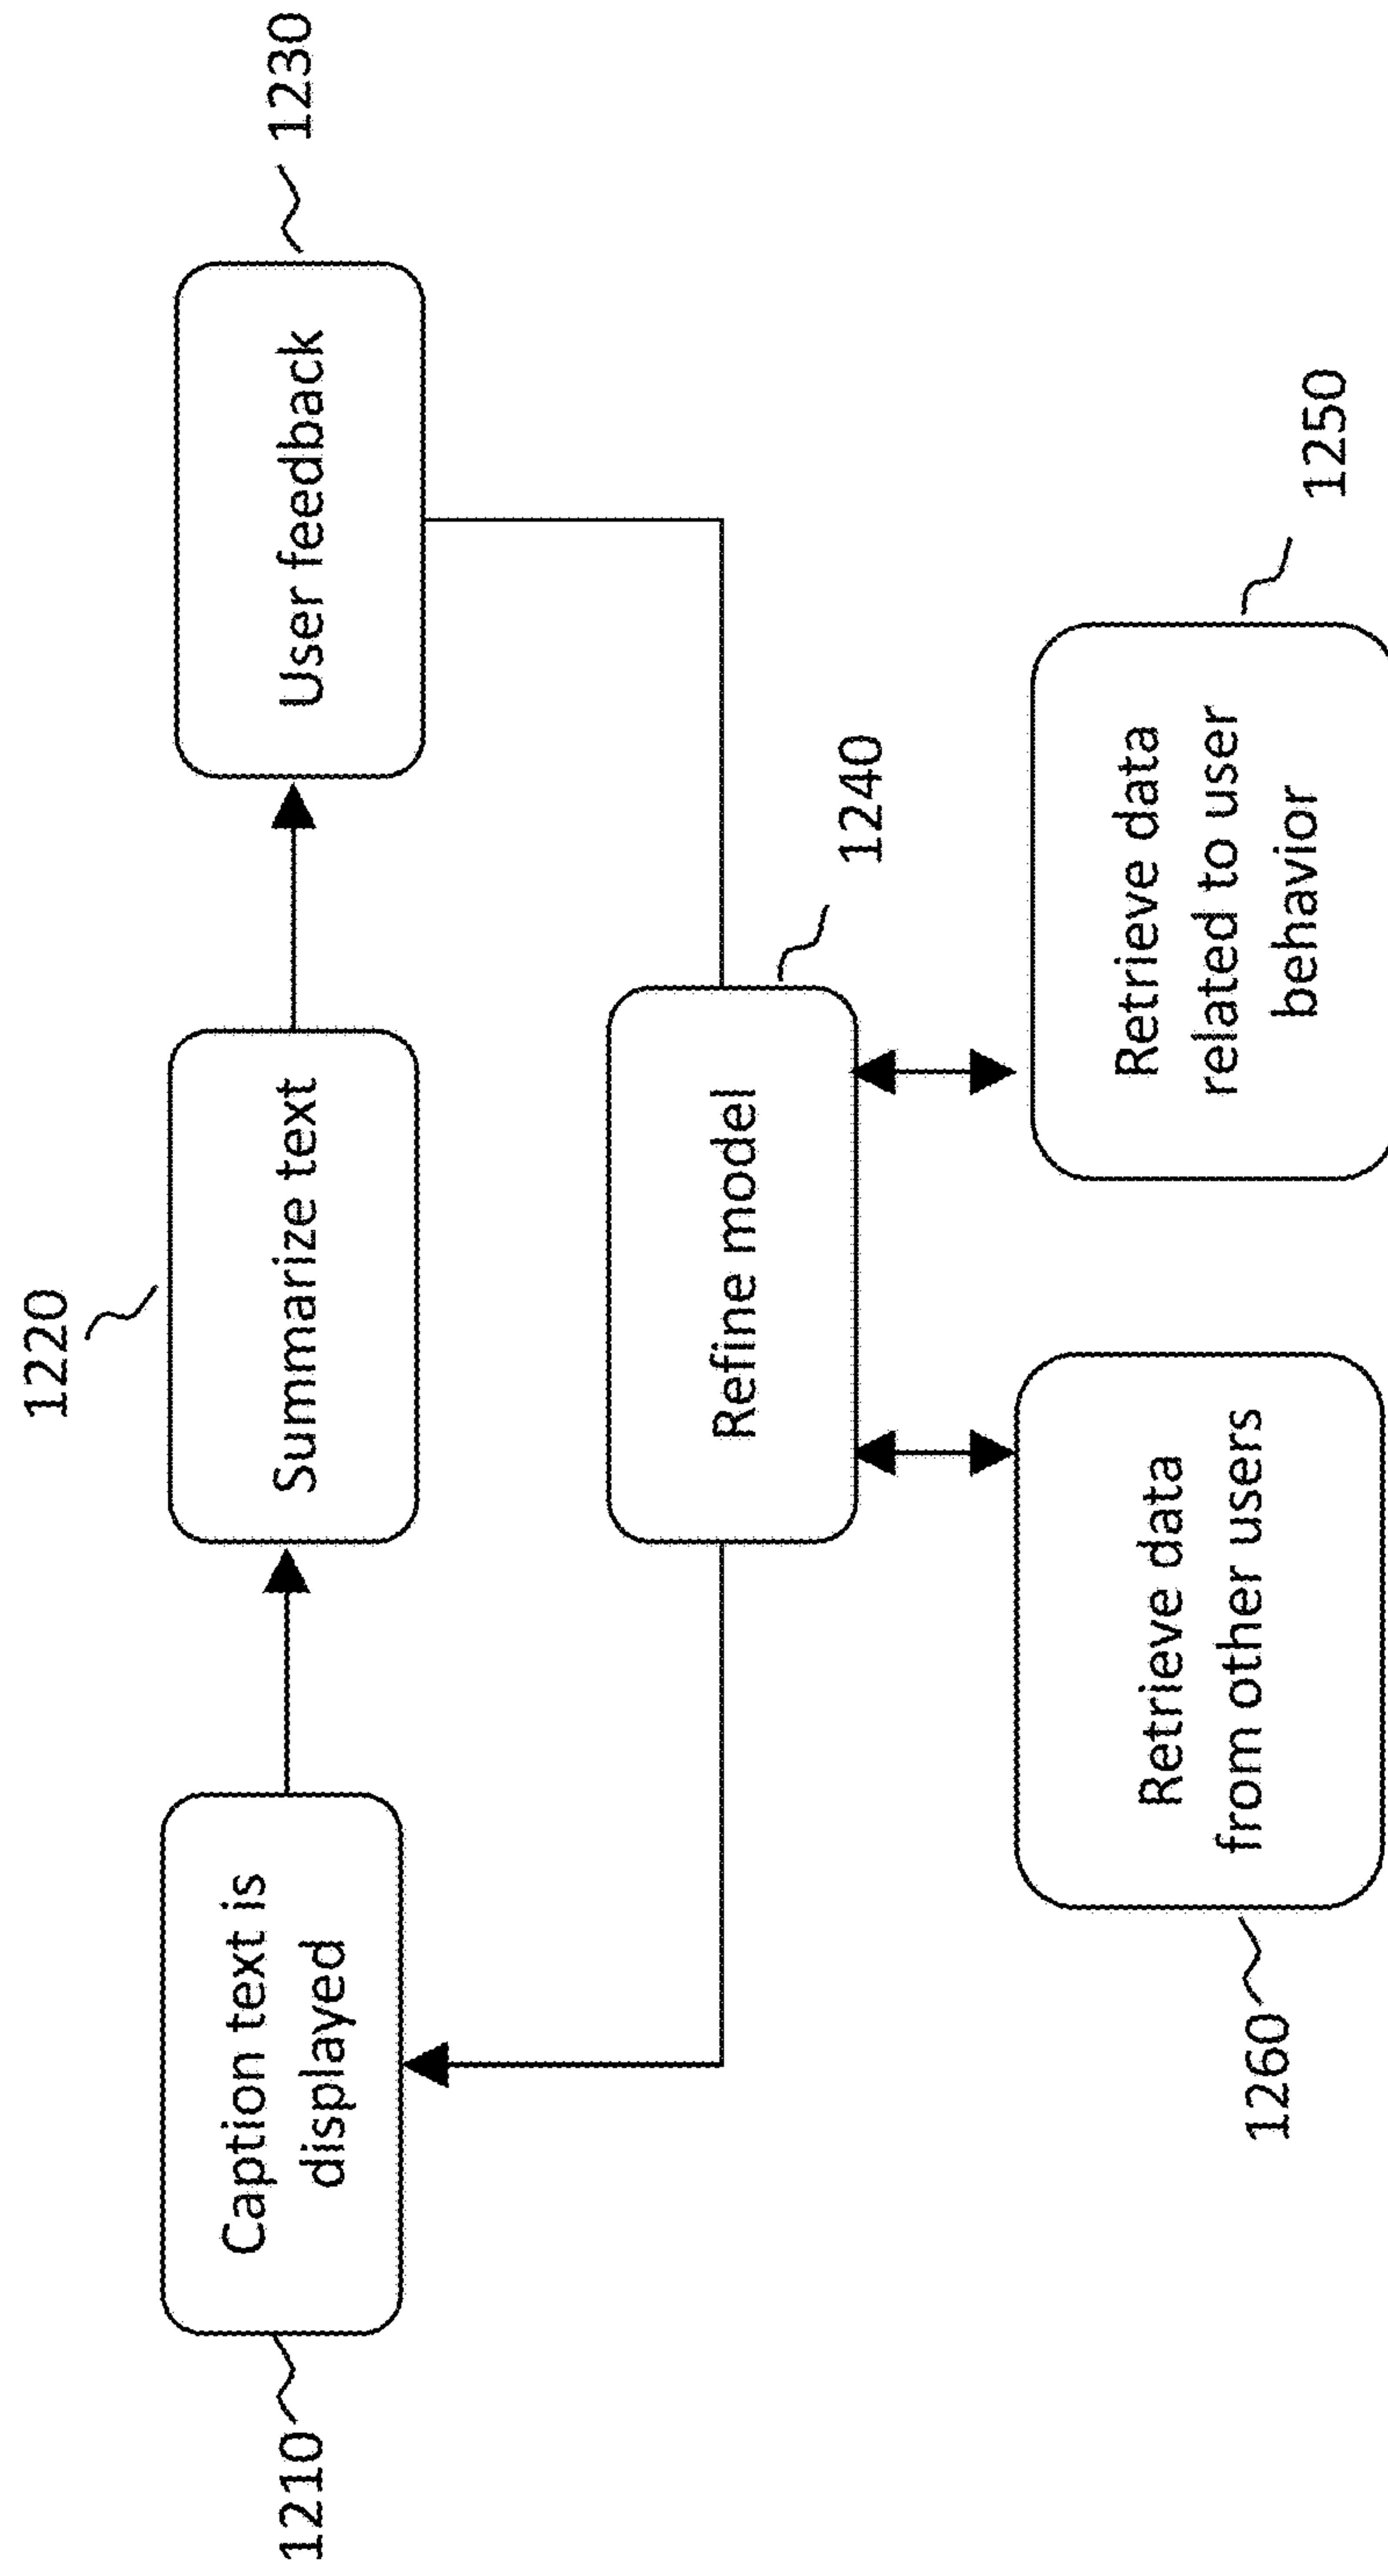 1220
1230
1210
Caption text is
displayed
Summarize text
User feedback
Refine model
1240
1260
Retrieve data
from other users
Retrieve data
related to user
behavior
1250